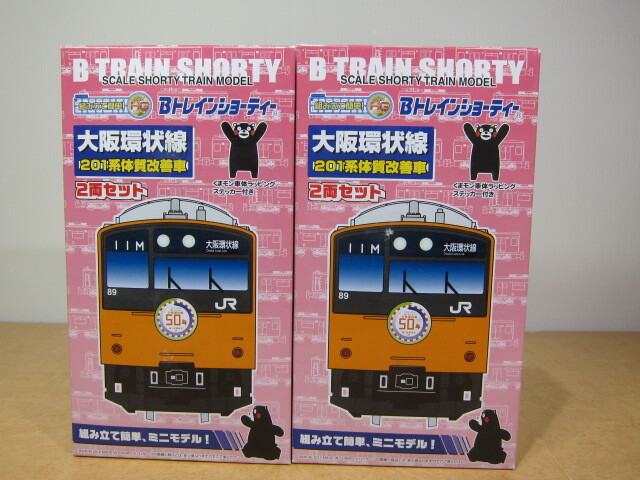 B TRAIN SHORTY
SCALE SHORTY TRAIN MODEL
Bトレインショーティー
大阪環状線
201系体質改善車
2両セット
くまモン車体ラッピング
ステッカー付き
11M
大阪環状線
89
JR
50
組み立て簡単、ミニモデル!
B TRAIN SHORTY
SCALE SHORTY TRAIN MODEL
Bトレインショーティー
大阪環状線
201系体質改善車
2両セット
くまモン車体ラッピング
ステッカー付き
11M
大阪環状線
89
JR
50
組み立て簡単、ミニモデル!